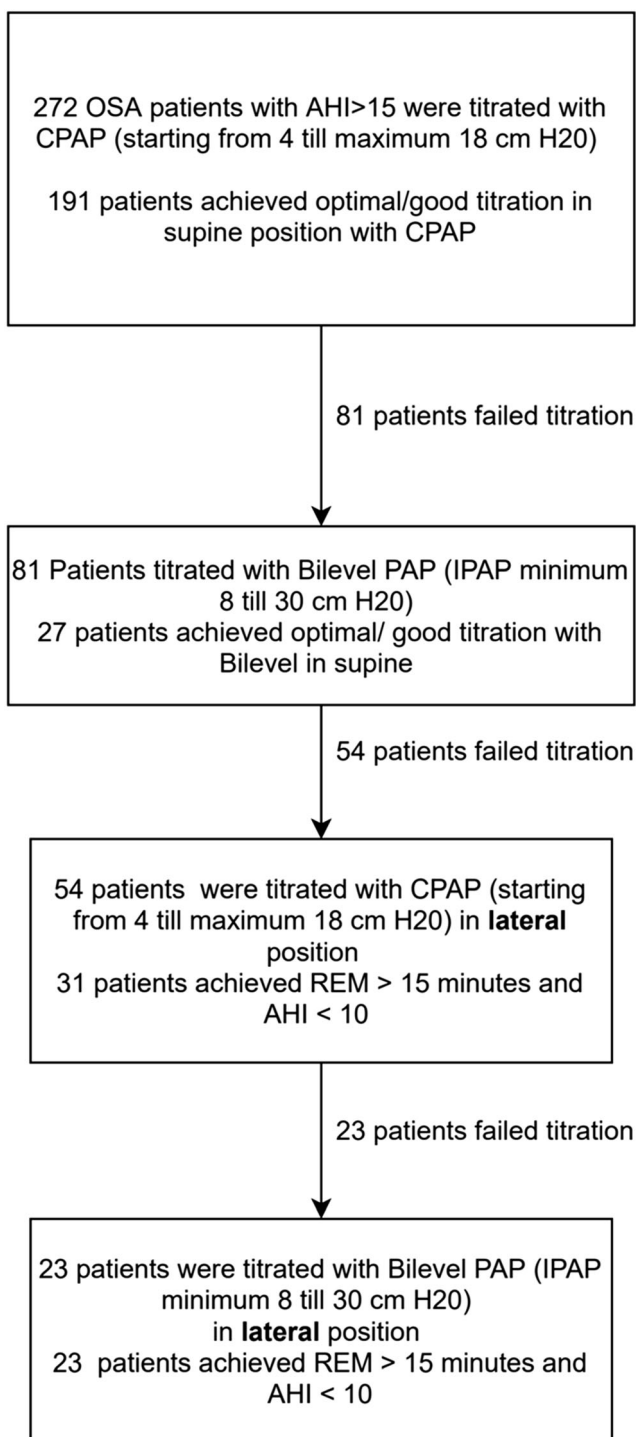 272 OSA patients with AHI>15 were titrated with
CPAP (starting from 4 till maximum 18 cm H20)
191 patients achieved optimal/good titration in
supine position with CPAP
81 patients failed titration
81 Patients titrated with Bilevel PAP (IPAP minimum
8 till 30 cm H20)
27 patients achieved optimal/ good titration with
Bilevel in supine
54 patients failed titration
54 patients  were titrated with CPAP (starting
from 4 till maximum 18 cm H20) in lateral
position
31 patients achieved REM > 15 minutes and
AHI < 10
23 patients failed titration
23 patients were titrated with Bilevel PAP (IPAP
minimum 8 till 30 cm H20)
in lateral position
23  patients achieved REM > 15 minutes and
AHI < 10